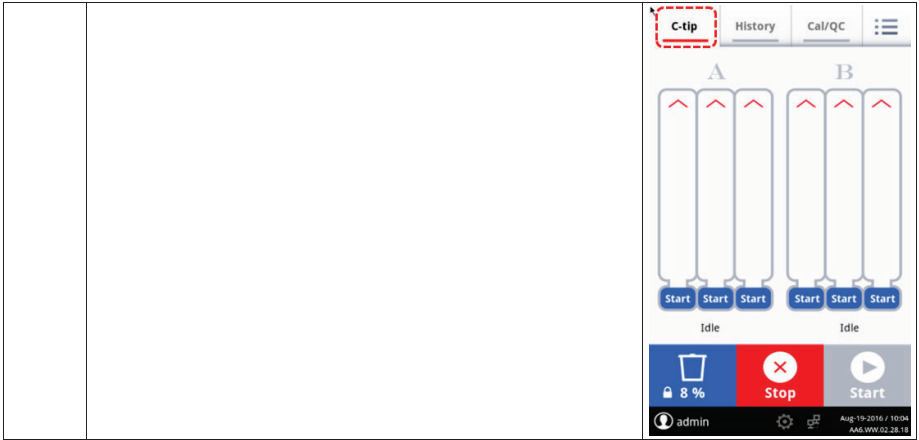 C-tip History Cal/QC
A B
Start Start Start Start Start Start
Idle Idle
8 % Stop Start
admin Aug-19-2016 / 10:04
AA6.WW.02.28.18